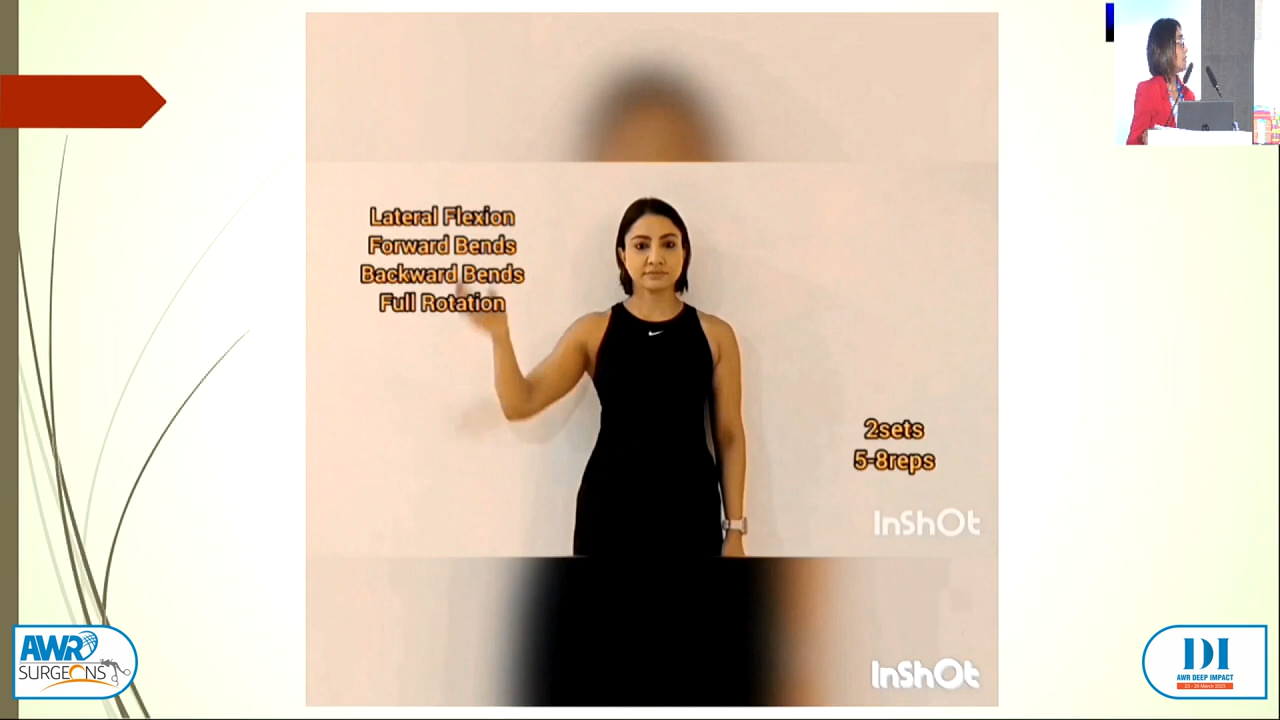 Lateral Flexion
Forward Bends
Backward Bends
Full Rotation
2sets
5-8reps
InShOt
InShOt
AWR
SURGEONS
DI
AWR DEEP IMPACT